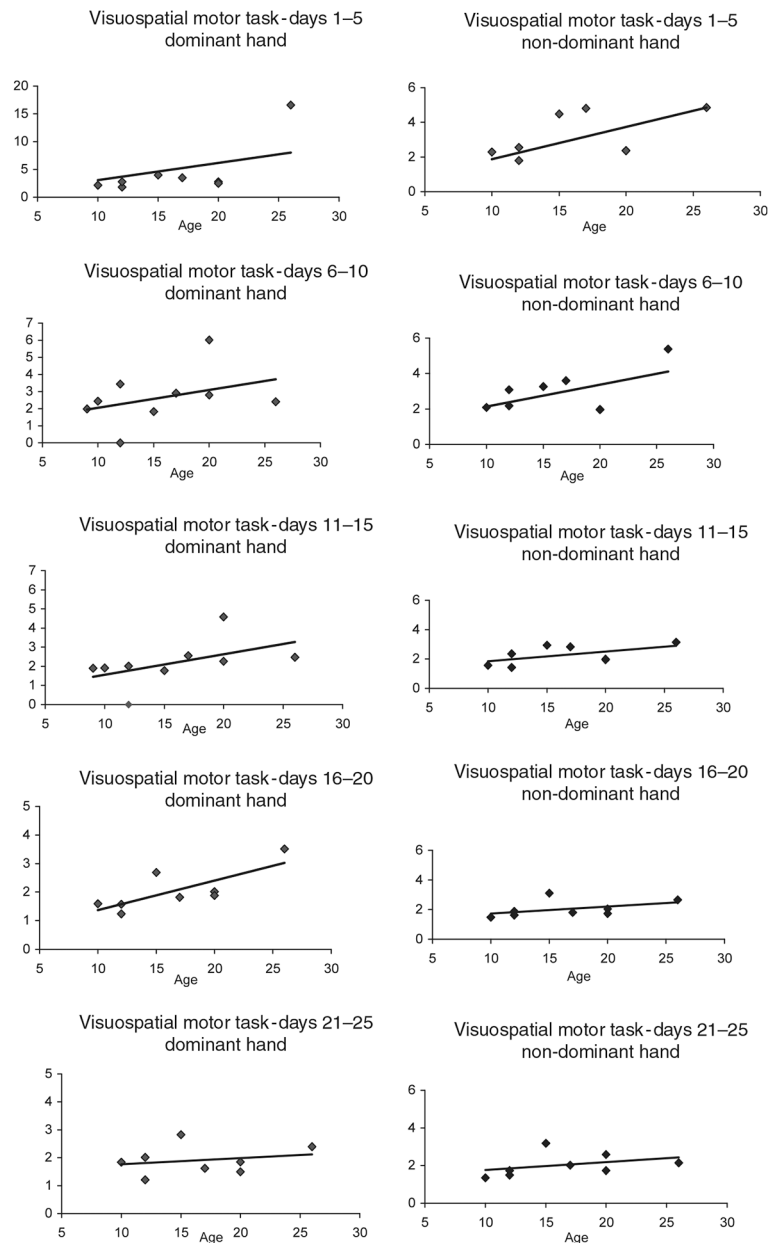 Visuospatial motor task-days 1–5
dominant hand
20
15
10
5
0
5 10 15 20 25 30
Age
Visuospatial motor task-days 1–5
non-dominant hand
6
4
2
0
5 10 15 20 25 30
Age
Visuospatial motor task-days 6–10
dominant hand
7
6
5
4
3
2
1
0
5 10 15 20 25 30
Age
Visuospatial motor task-days 6–10
non-dominant hand
6
4
2
0
5 10 15 20 25 30
Age
Visuospatial motor task-days 11–15
dominant hand
7
6
5
4
3
2
1
0
5 10 15 20 25 30
Age
Visuospatial motor task-days 11–15
non-dominant hand
6
4
2
0
5 10 15 20 25 30
Age
Visuospatial motor task-days 16–20
dominant hand
5
4
3
2
1
0
5 10 15 20 25 30
Age
Visuospatial motor task-days 16–20
non-dominant hand
6
4
2
0
5 10 15 20 25 30
Age
Visuospatial motor task-days 21–25
dominant hand
5
4
3
2
1
0
5 10 15 20 25 30
Age
Visuospatial motor task-days 21–25
non-dominant hand
6
4
2
0
5 10 15 20 25 30
Age